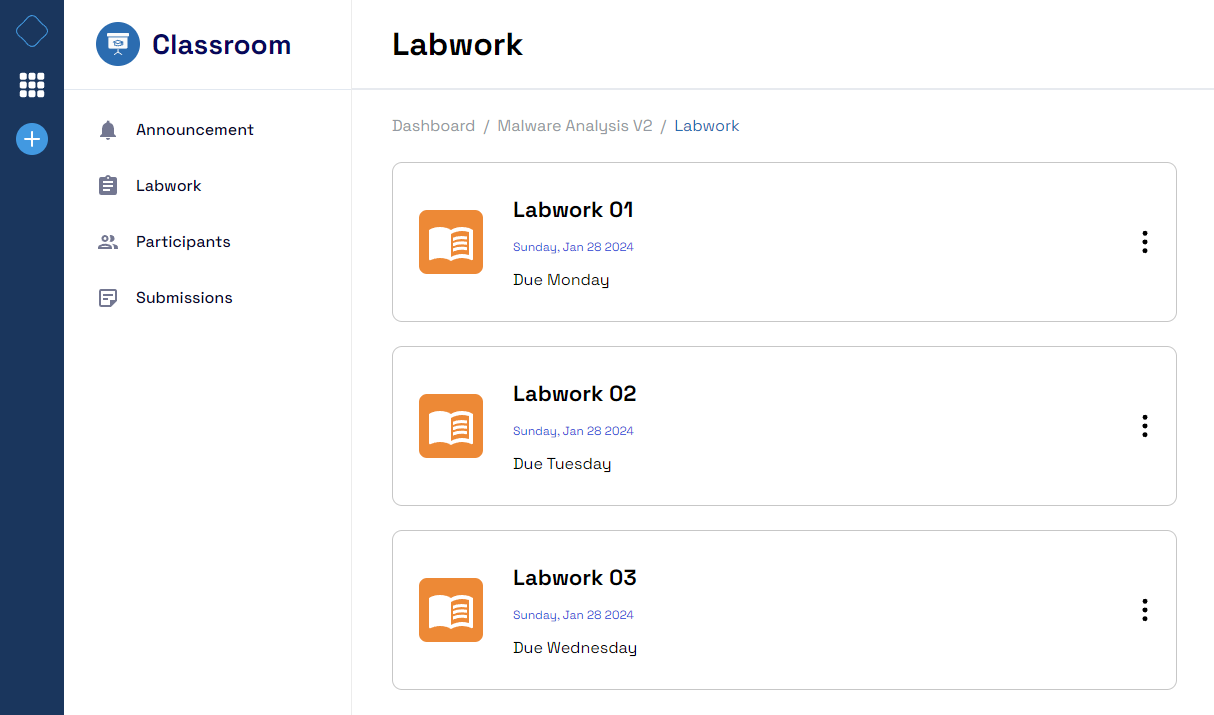 Classroom
Announcement
Labwork
Participants
Submissions
Labwork
Dashboard / Malware Analysis V2 / Labwork
Labwork 01
Sunday, Jan 28 2024
Due Monday
Labwork 02
Sunday, Jan 28 2024
Due Tuesday
Labwork 03
Sunday, Jan 28 2024
Due Wednesday